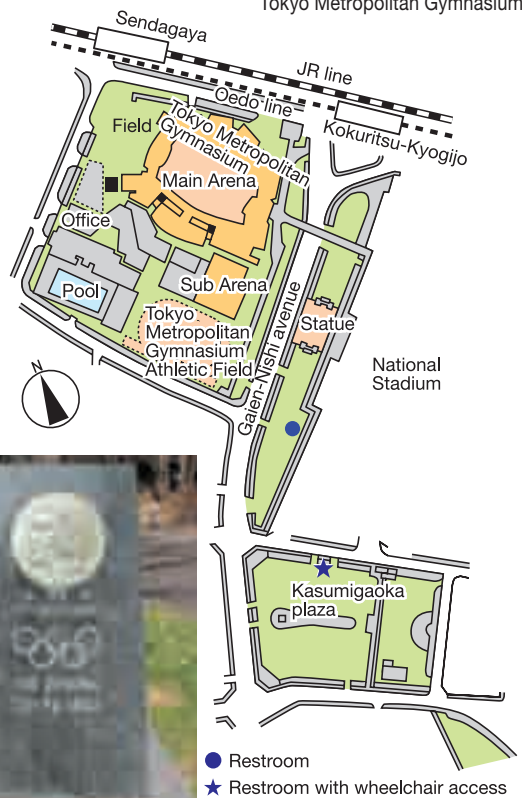 Tokyo Metropolitan Gymnasium
Sendagaya
JR line
Oedo line
Kokuritsu-Kyogijo
Field
Tokyo Metropolitan
Gymnasium
Main Arena
Office
Sub Arena
Pool
Tokyo
Metropolitan
Gymnasium
Athletic Field
Gaien-Nishi avenue
Statue
National
Stadium
N
Kasumigaoka
plaza
Restroom
Restroom with wheelchair access